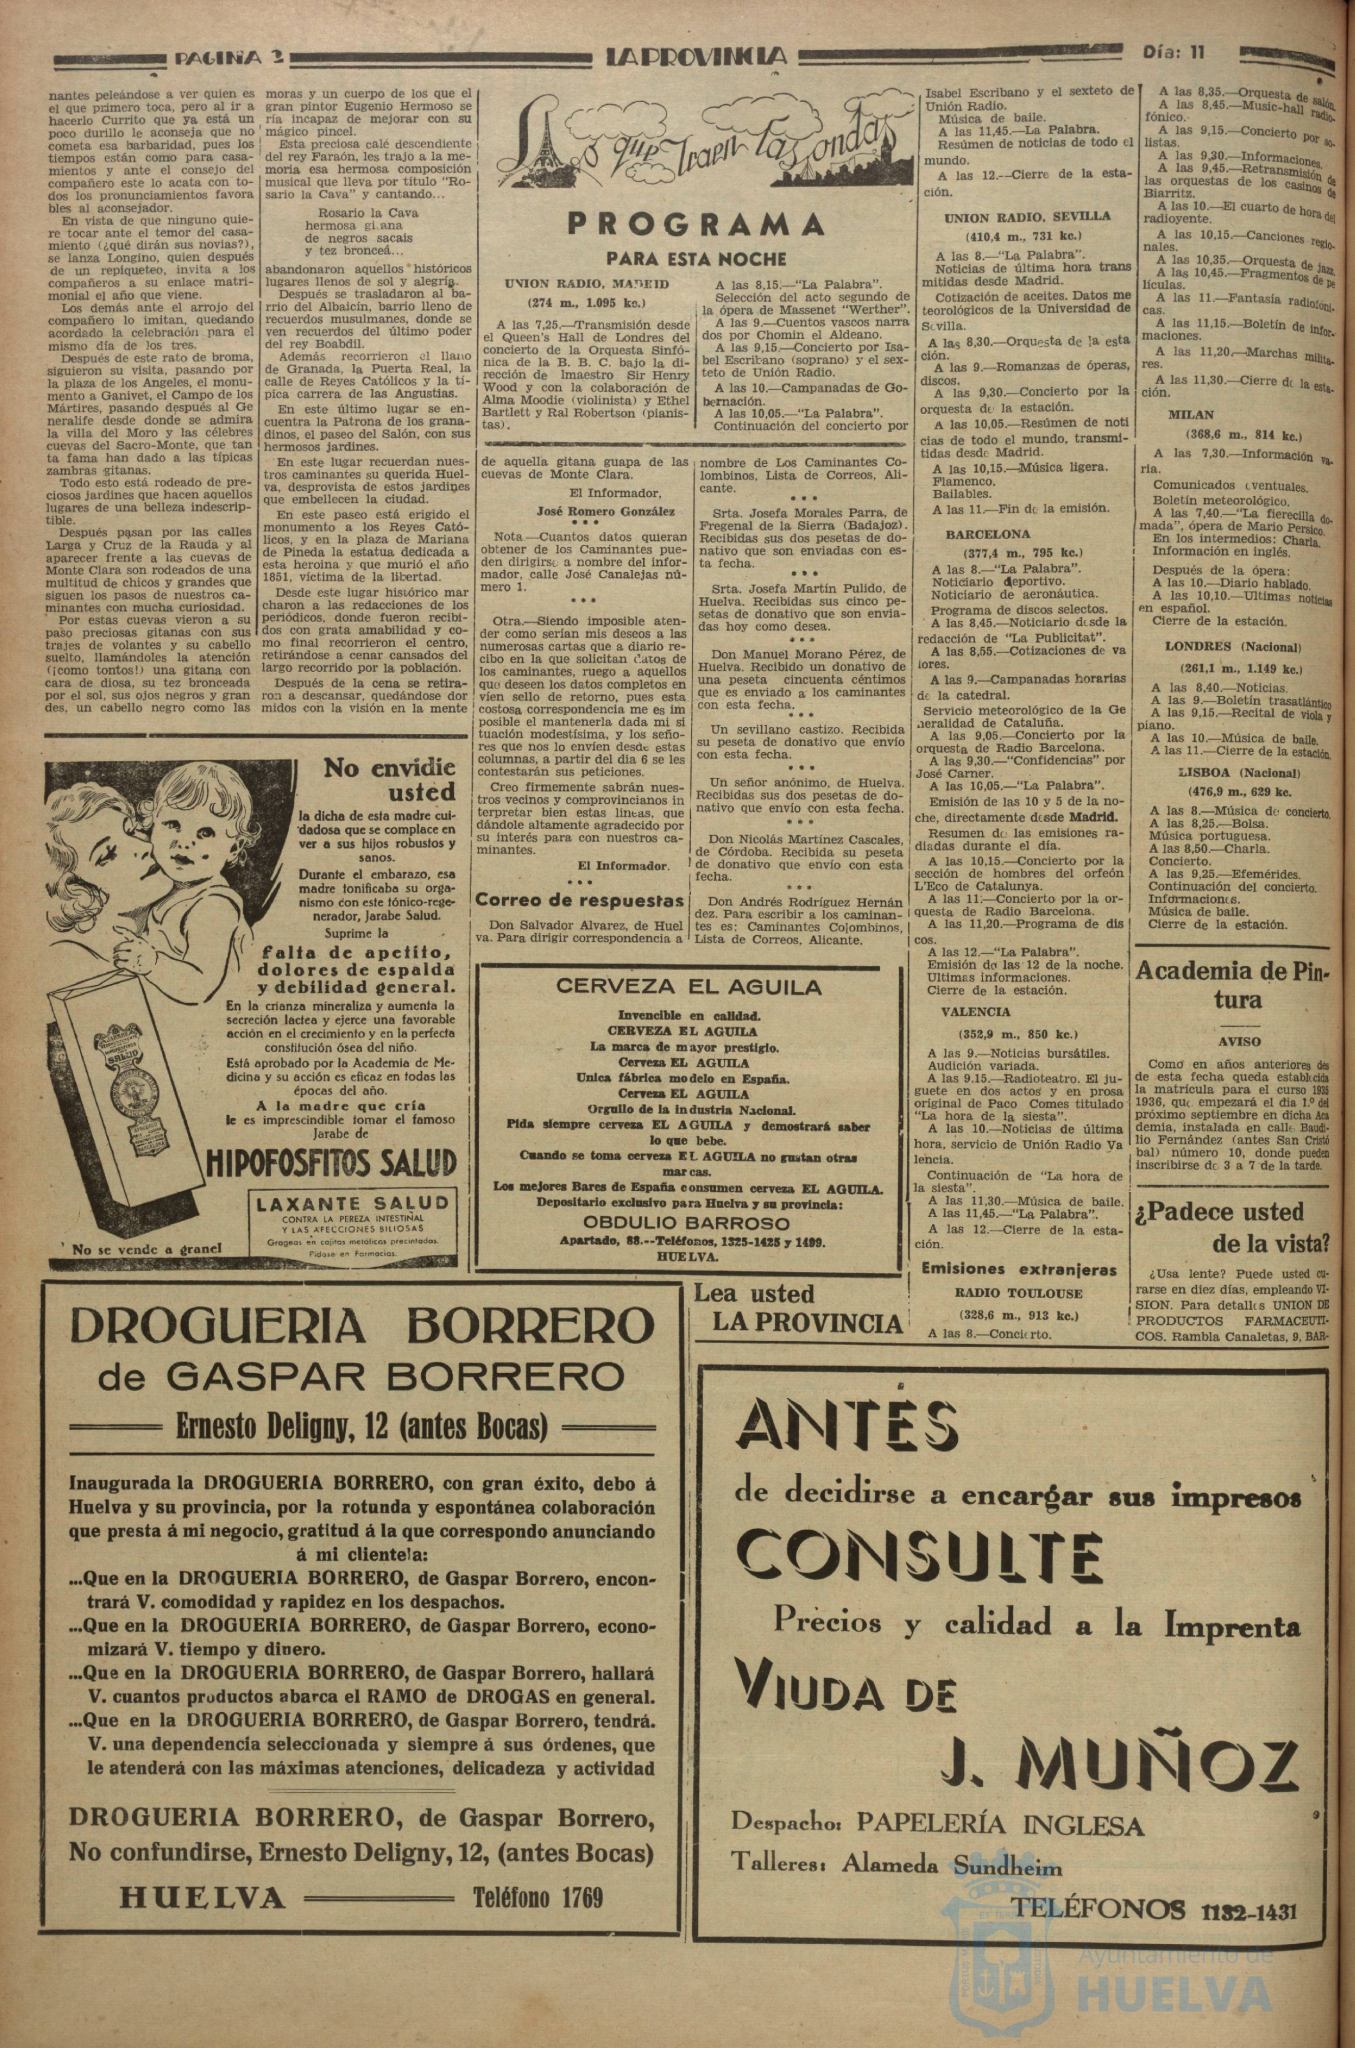 PAGINA 2
LA PROVINCIA
Día: 11
nantes peleándose a ver quien es
el que primero toca, pero al ir a
hacerlo Currito que ya está un
poco durillo le aconseja que no
cometa esa barbaridad, pues los
tiempos están como para casa-
mientos y ante el consejo del
compañero este lo acata con to-
dos los pronunciamientos favora
bles al aconsejador.
En vista de que ninguno quie-
re tocar ante el temor del casa-
miento (¿qué dirán sus novias?),
se lanza Longino, quien después
de un repiqueteo, invita a los
compañeros a su enlace matri-
monial el año que viene.
Los demás ante el arrojo del
compañero lo imitan, quedando
acordado la celebración para el
mismo día de los tres.
Después de este rato de broma,
siguieron su visita, pasando por
la plaza de los Angeles, el monu-
mento a Ganivet, el Campo de los
Mártires, pasando después al Ge
neralife desde donde se admira
la villa del Moro y las célebres
cuevas del Sacro-Monte, que tan
ta fama han dado a las típicas
zambras gitanas.
Todo esto está rodeado de pre-
ciosos jardines que hacen aquellos
lugares de una belleza indescrip-
tible.
Después pasan por las calles
Larga y Cruz de la Rauda y al
aparecer frente a las cuevas de
Monte Clara son rodeados de una
multitud de chicos y grandes que
siguen los pasos de nuestros ca-
minantes con mucha curiosidad.
Por estas cuevas vieron a su
paso preciosas gitanas con sus
trajes de volantes y su cabello
suelto, llamándoles la atención
(¡como tontos!) una gitana con
cara de diosa, su tez bronceada
por el sol, sus ojos negros y gran
des, un cabello negro como las
moras y un cuerpo de los que el
gran pintor Eugenio Hermoso se
ría incapaz de mejorar con su
mágico pincel.
Esta preciosa calé descendiente
del rey Faraón, les trajo a la me-
moria esa hermosa composición
musical que lleva por título "Ro-
sario la Cava" y cantando...
Rosario la Cava
hermosa gitana
de negros sacais
y tez bronceá...
abandonaron aquellos históricos
lugares llenos de sol y alegría.
Después se trasladaron al ba-
rrio del Albaicín, barrio lleno de
recuerdos musulmanes, donde se
ven recuerdos del último poder
del rey Boabdil.
Además recorrieron el llano
de Granada, la Puerta Real, la
calle de Reyes Católicos y la tí-
pica carrera de las Angustias.
En este último lugar se en-
cuentra la Patrona de los grana-
dinos, el paseo del Salón, con sus
hermosos jardines.
En este lugar recuerdan nues-
tros caminantes su querida Huel-
va, desprovista de estos jardines
que embellecen la ciudad.
En este paseo está erigido el
monumento a los Reyes Cató-
licos, y en la plaza de Mariana
de Pineda la estatua dedicada a
esta heroína y que murió el año
1851, víctima de la libertad.
Desde este lugar histórico mar
charon a las redacciones de los
periódicos, donde fueron recibi-
dos con grata amabilidad y co-
mo final recorrieron el centro,
retirándose a cenar cansados del
largo recorrido por la población.
Después de la cena se retira-
ron a descansar, quedándose dor
midos con la visión en la mente
Lo que traen las ondas
PROGRAMA
PARA ESTA NOCHE
UNION RADIO, MADRID
(274 m., 1.095 kc.)
A las 7,25.—Transmisión desde
el Queen's Hall de Londres del
concierto de la Orquesta Sinfó-
nica de la B. B. C. bajo la di-
rección de lmaestro Sir Henry
Wood y con la colaboración de
Alma Moodie (violinista) y Ethel
Bartlett y Ral Robertson (pianis-
tas).
A las 8,15.—"La Palabra".
Selección del acto segundo de
la ópera de Massenet "Werther".
A las 9.—Cuentos vascos narra
dos por Chomin el Aldeano.
A las 9,15.—Concierto por Isa-
bel Escribano (soprano) y el sex-
teto de Unión Radio.
A las 10.—Campanadas de Go-
bernación.
A las 10,05.—"La Palabra".
Continuación del concierto por
de aquella gitana guapa de las
cuevas de Monte Clara.
El Informador,
José Romero González
* * *
Nota.—Cuantos datos quieran
obtener de los Caminantes pue-
den dirigirse a nombre del infor-
mador, calle José Canalejas nú-
mero 1.
* * *
Otra.—Siendo imposible aten-
der como serían mis deseos a las
numerosas cartas que a diario re-
cibo en la que solicitan datos de
los caminantes, ruego a aquellos
que deseen los datos completos en
víen sello de retorno, pues esta
costosa correspondencia me es im
posible el mantenerla dada mi si
tuación modestísima, y los seño-
res que nos lo envíen desde estas
columnas, a partir del día 6 se les
contestarán sus peticiones.
Creo firmemente sabrán nues-
tros vecinos y comprovincianos in
terpretar bien estas líneas, que
dándole altamente agradecido por
su interés para con nuestros ca-
minantes.
El Informador.
* * *
Correo de respuestas
Don Salvador Alvarez, de Huel
va. Para dirigir correspondencia a
nombre de Los Caminantes Co-
lombinos, Lista de Correos, Ali-
cante.
* * *
Srta. Josefa Morales Parra, de
Fregenal de la Sierra (Badajoz).
Recibidas sus dos pesetas de do-
nativo que son enviadas con es-
ta fecha.
* * *
Srta. Josefa Martín Pulido, de
Huelva. Recibidas sus cinco pe-
setas de donativo que son envia-
das hoy como desea.
* * *
Don Manuel Morano Pérez, de
Huelva. Recibido un donativo de
una peseta cincuenta céntimos
que es enviado a los caminantes
con esta fecha.
* * *
Un sevillano castizo. Recibida
su peseta de donativo que envío
con esta fecha.
* * *
Un señor anónimo, de Huelva.
Recibidas sus dos pesetas de do-
nativo que envío con esta fecha.
* * *
Don Nicolás Martínez Cascales,
de Córdoba. Recibida su peseta
de donativo que envío con esta
fecha.
* * *
Don Andrés Rodríguez Hernán
dez. Para escribir a los caminan-
tes es: Caminantes Colombinos,
Lista de Correos, Alicante.
Isabel Escribano y el sexteto de
Unión Radio.
Música de baile.
A las 11,45.—La Palabra.
Resúmen de noticias de todo el
mundo.
A las 12.—Cierre de la esta-
ción.
UNION RADIO, SEVILLA
(410,4 m., 731 kc.)
A las 8.—"La Palabra".
Noticias de última hora trans
mitidas desde Madrid.
Cotización de aceites. Datos me
teorológicos de la Universidad de
Sevilla.
A las 8,30.—Orquesta de la esta
ción.
A las 9.—Romanzas de óperas,
discos.
A las 9,30.—Concierto por la
orquesta de la estación.
A las 10,05.—Resúmen de noti
cias de todo el mundo, transmi-
tidas desde Madrid.
A las 10,15.—Música ligera.
Flamenco.
Bailables.
A las 11.—Fin de la emisión.
BARCELONA
(377,4 m., 795 kc.)
A las 8.—"La Palabra".
Noticiario deportivo.
Noticiario de aeronáutica.
Programa de discos selectos.
A las 8,45.—Noticiario desde la
redacción de "La Publicitat".
A las 8,55.—Cotizaciones de va
lores.
A las 9.—Campanadas horarias
de la catedral.
Servicio meteorológico de la Ge
neralidad de Cataluña.
A las 9,05.—Concierto por la
orquesta de Radio Barcelona.
A las 9,30.—"Confidencias" por
José Carner.
A las 10,05.—"La Palabra".
Emisión de las 10 y 5 de la no-
che, directamente desde Madrid.
Resumen de las emisiones ra-
diadas durante el día.
A las 10,15.—Concierto por la
sección de hombres del orfeón
L'Eco de Catalunya.
A las 11.—Concierto por la or-
questa de Radio Barcelona.
A las 11,20.—Programa de dis
cos.
A las 12.—"La Palabra".
Emisión de las 12 de la noche.
Ultimas informaciones.
Cierre de la estación.
VALENCIA
(352,9 m., 850 kc.)
A las 9.—Noticias bursátiles.
Audición variada.
A las 9.15.—Radioteatro. El ju-
guete en dos actos y en prosa
original de Paco Comes titulado
"La hora de la siesta".
A las 10.—Noticias de última
hora, servicio de Unión Radio Va
lencia.
Continuación de "La hora de
la siesta".
A las 11,30.—Música de baile.
A las 11,45.—"La Palabra".
A las 12.—Cierre de la esta-
ción.
Emisiones extranjeras
RADIO TOULOUSE
(328,6 m., 913 kc.)
A las 8.—Concierto.
A las 8,35.—Orquesta de salón.
A las 8,45.—Music-hall radio-
fónico.
A las 9,15.—Concierto por so-
listas.
A las 9,30.—Informaciones.
A las 9,45.—Retransmisión de
las orquestas de los casinos de
Biarritz.
A las 10.—El cuarto de hora del
radioyente.
A las 10,15.—Canciones regio-
nales.
A las 10,35.—Orquesta de jazz.
A las 10,45.—Fragmentos de pe
lículas.
A las 11.—Fantasía radiofóni-
cas.
A las 11,15.—Boletín de infor-
maciones.
A las 11,20.—Marchas milita-
res.
A las 11,30.—Cierre de la esta-
ción.
MILAN
(368,6 m., 814 kc.)
A las 7,30.—Información va-
ria.
Comunicados eventuales.
Boletín meteorológico.
A las 7,40.—"La fierecilla do-
mada", ópera de Mario Persico.
En los intermedios: Charla.
Información en inglés.
Después de la ópera:
A las 10.—Diario hablado.
A las 10,10.—Ultimas noticias
en español.
Cierre de la estación.
LONDRES (Nacional)
(261,1 m., 1.149 kc.)
A las 8,40.—Noticias.
A las 9.—Boletín trasatlántico
A las 9,15.—Recital de viola y
piano.
A las 10.—Música de baile.
A las 11.—Cierre de la estación.
LISBOA (Nacional)
(476,9 m., 629 kc.
A las 8.—Música de concierto.
A las 8,25.—Bolsa.
Música portuguesa.
A las 8,50.—Charla.
Concierto.
A las 9,25.—Efemérides.
Continuación del concierto.
Informaciones.
Música de baile.
Cierre de la estación.
Academia de Pin-
tura
AVISO
Como en años anteriores des
de esta fecha queda establecida
la matrícula para el curso 1935
1936, que empezará el día 1.º del
próximo septiembre en dicha Aca
demia, instalada en calle Baudi-
lio Fernández (antes San Cristó
bal) número 10, donde pueden
inscribirse de 3 a 7 de la tarde.
¿Padece usted
de la vista?
¿Usa lente? Puede usted cu-
rarse en diez días, empleando VI-
SION. Para detalles UNION DE
PRODUCTOS FARMACEUTI-
COS. Rambla Canaletas, 9, BAR-
No envidie
usted
la dicha de esta madre cui-
dadosa que se complace en
ver a sus hijos robustos y
sanos.
Durante el embarazo, esa
madre tonificaba su orga-
nismo con este tónico-rege-
nerador, Jarabe Salud.
Suprime la
falta de apetito,
dolores de espalda
y debilidad general.
En la crianza mineraliza y aumenta la
secreción lactea y ejerce una favorable
acción en el crecimiento y en la perfecta
constitución ósea del niño.
Está aprobado por la Academia de Me-
dicina y su acción es eficaz en todas las
épocas del año.
A la madre que cría
le es imprescindible tomar el famoso
Jarabe de
HIPOFOSFITOS SALUD
SALUD
LAXANTE SALUD
CONTRA LA PEREZA INTESTINAL
Y LAS AFECCIONES BILIOSAS
Grageas en cajitas metálicas precintadas.
Pídase en Farmacias.
No se vende a granel
CERVEZA EL AGUILA
Invencible en calidad.
CERVEZA EL AGUILA
La marca de mayor prestigio.
Cerveza EL AGUILA
Unica fábrica modelo en España.
Cerveza EL AGUILA
Orgullo de la industria Nacional.
Pida siempre cerveza EL AGUILA y demostrará saber
lo que bebe.
Cuando se toma cerveza EL AGUILA no gustan otras
marcas.
Los mejores Bares de España consumen cerveza EL AGUILA.
Depositario exclusivo para Huelva y su provincia:
OBDULIO BARROSO
Apartado, 88.--Teléfonos, 1325-1425 y 1499.
HUELVA.
Lea usted
LA PROVINCIA
DROGUERIA BORRERO
de GASPAR BORRERO
Ernesto Deligny, 12 (antes Bocas)
Inaugurada la DROGUERIA BORRERO, con gran éxito, debo á
Huelva y su provincia, por la rotunda y espontánea colaboración
que presta á mi negocio, gratitud á la que correspondo anunciando
á mi clientela:
...Que en la DROGUERIA BORRERO, de Gaspar Borrero, encon-
trará V. comodidad y rapidez en los despachos.
...Que en la DROGUERIA BORRERO, de Gaspar Borrero, econo-
mizará V. tiempo y dinero.
...Que en la DROGUERIA BORRERO, de Gaspar Borrero, hallará
V. cuantos productos abarca el RAMO de DROGAS en general.
...Que en la DROGUERIA BORRERO, de Gaspar Borrero, tendrá.
V. una dependencia seleccionada y siempre á sus órdenes, que
le atenderá con las máximas atenciones, delicadeza y actividad
DROGUERIA BORRERO, de Gaspar Borrero,
No confundirse, Ernesto Deligny, 12, (antes Bocas)
HUELVA
Teléfono 1769
ANTES
de decidirse a encargar sus impresos
CONSULTE
Precios y calidad a la Imprenta
VIUDA DE
J. MUÑOZ
Despacho: PAPELERÍA INGLESA
Talleres: Alameda Sundheim
TELÉFONOS 1132-1431
Ayuntamiento de
HUELVA